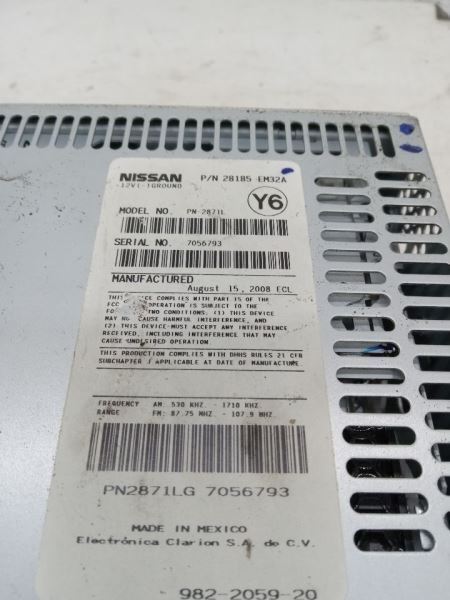 NISSAN P/N 28185 EM32A
12V(-)GROUND
Y6
MODEL NO. PN-2871L
SERIAL NO. 7056793
MANUFACTURED
August 15, 2008 ECL
THIS DEVICE COMPLIES WITH PART 15 OF THE
FCC OPERATION IS SUBJECT TO THE
TWO CONDITIONS: (1) THIS DEVICE
MAY NOT CAUSE HARMFUL INTERFERENCE, AND
(2) THIS DEVICE MUST ACCEPT ANY INTERFERENCE
RECEIVED, INCLUDING INTERFERENCE THAT MAY
CAUSE UNDESIRED OPERATION
THIS PRODUCTION COMPLIES WITH DHHS RULES 21 CFR
SUBCHAPTER J APPLICABLE AT DATE OF MANUFACTURE
FREQUENCY AM: 530 KHZ - 1710 KHZ
RANGE FM: 87.75 MHZ - 107.9 MHZ
PN2871LG 7056793
MADE IN MEXICO
Electrónica Clarion S.A. de C.V.
982-2059-20